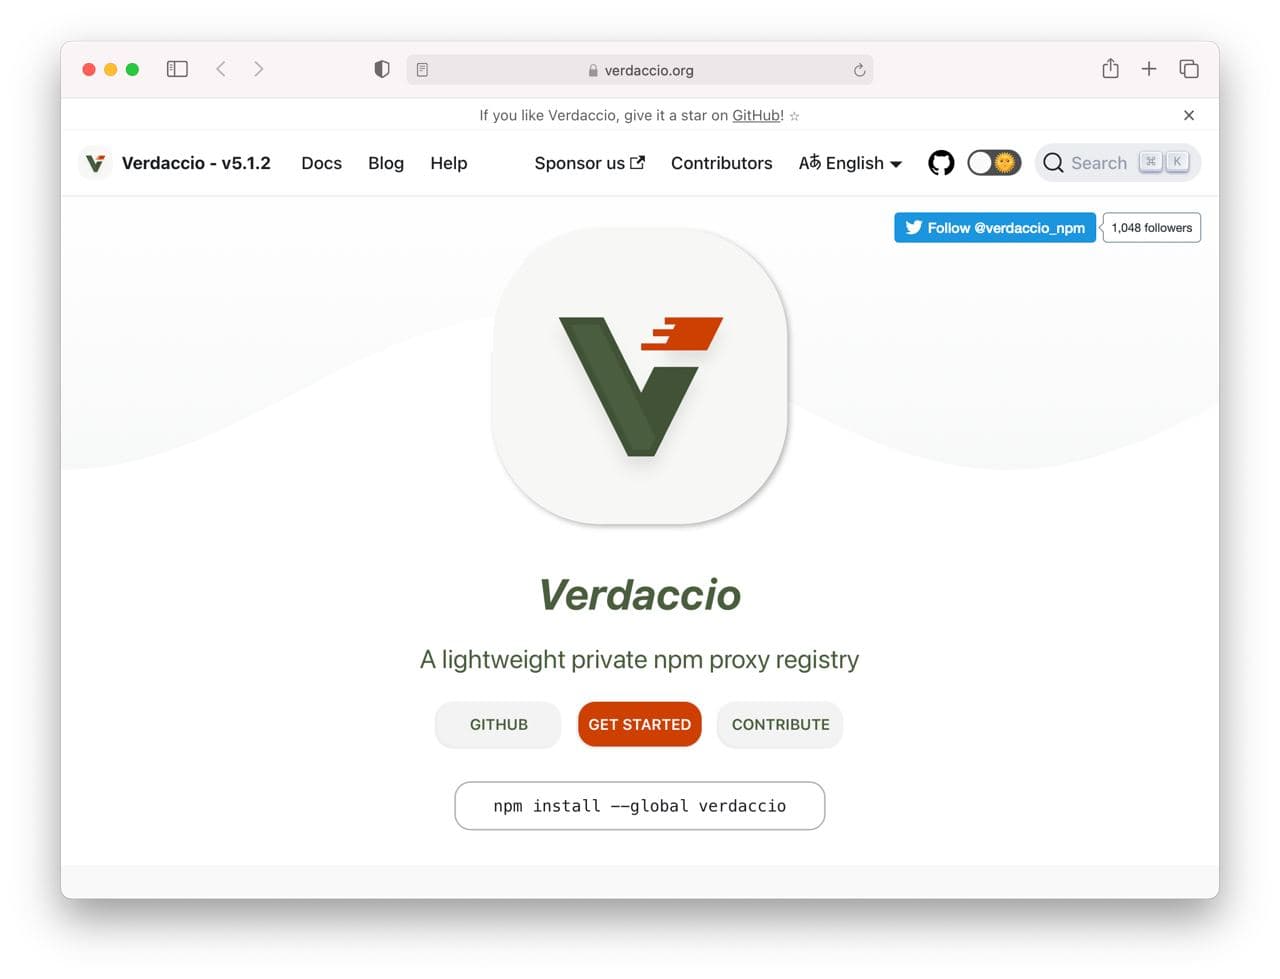 verdaccio.org
If you like Verdaccio, give it a star on GitHub! ☆
Verdaccio - v5.1.2 Docs Blog Help Sponsor us Contributors Aあ English Search ⌘ K
Follow @verdaccio_npm 1,048 followers
Verdaccio
A lightweight private npm proxy registry
GITHUB GET STARTED CONTRIBUTE
npm install --global verdaccio